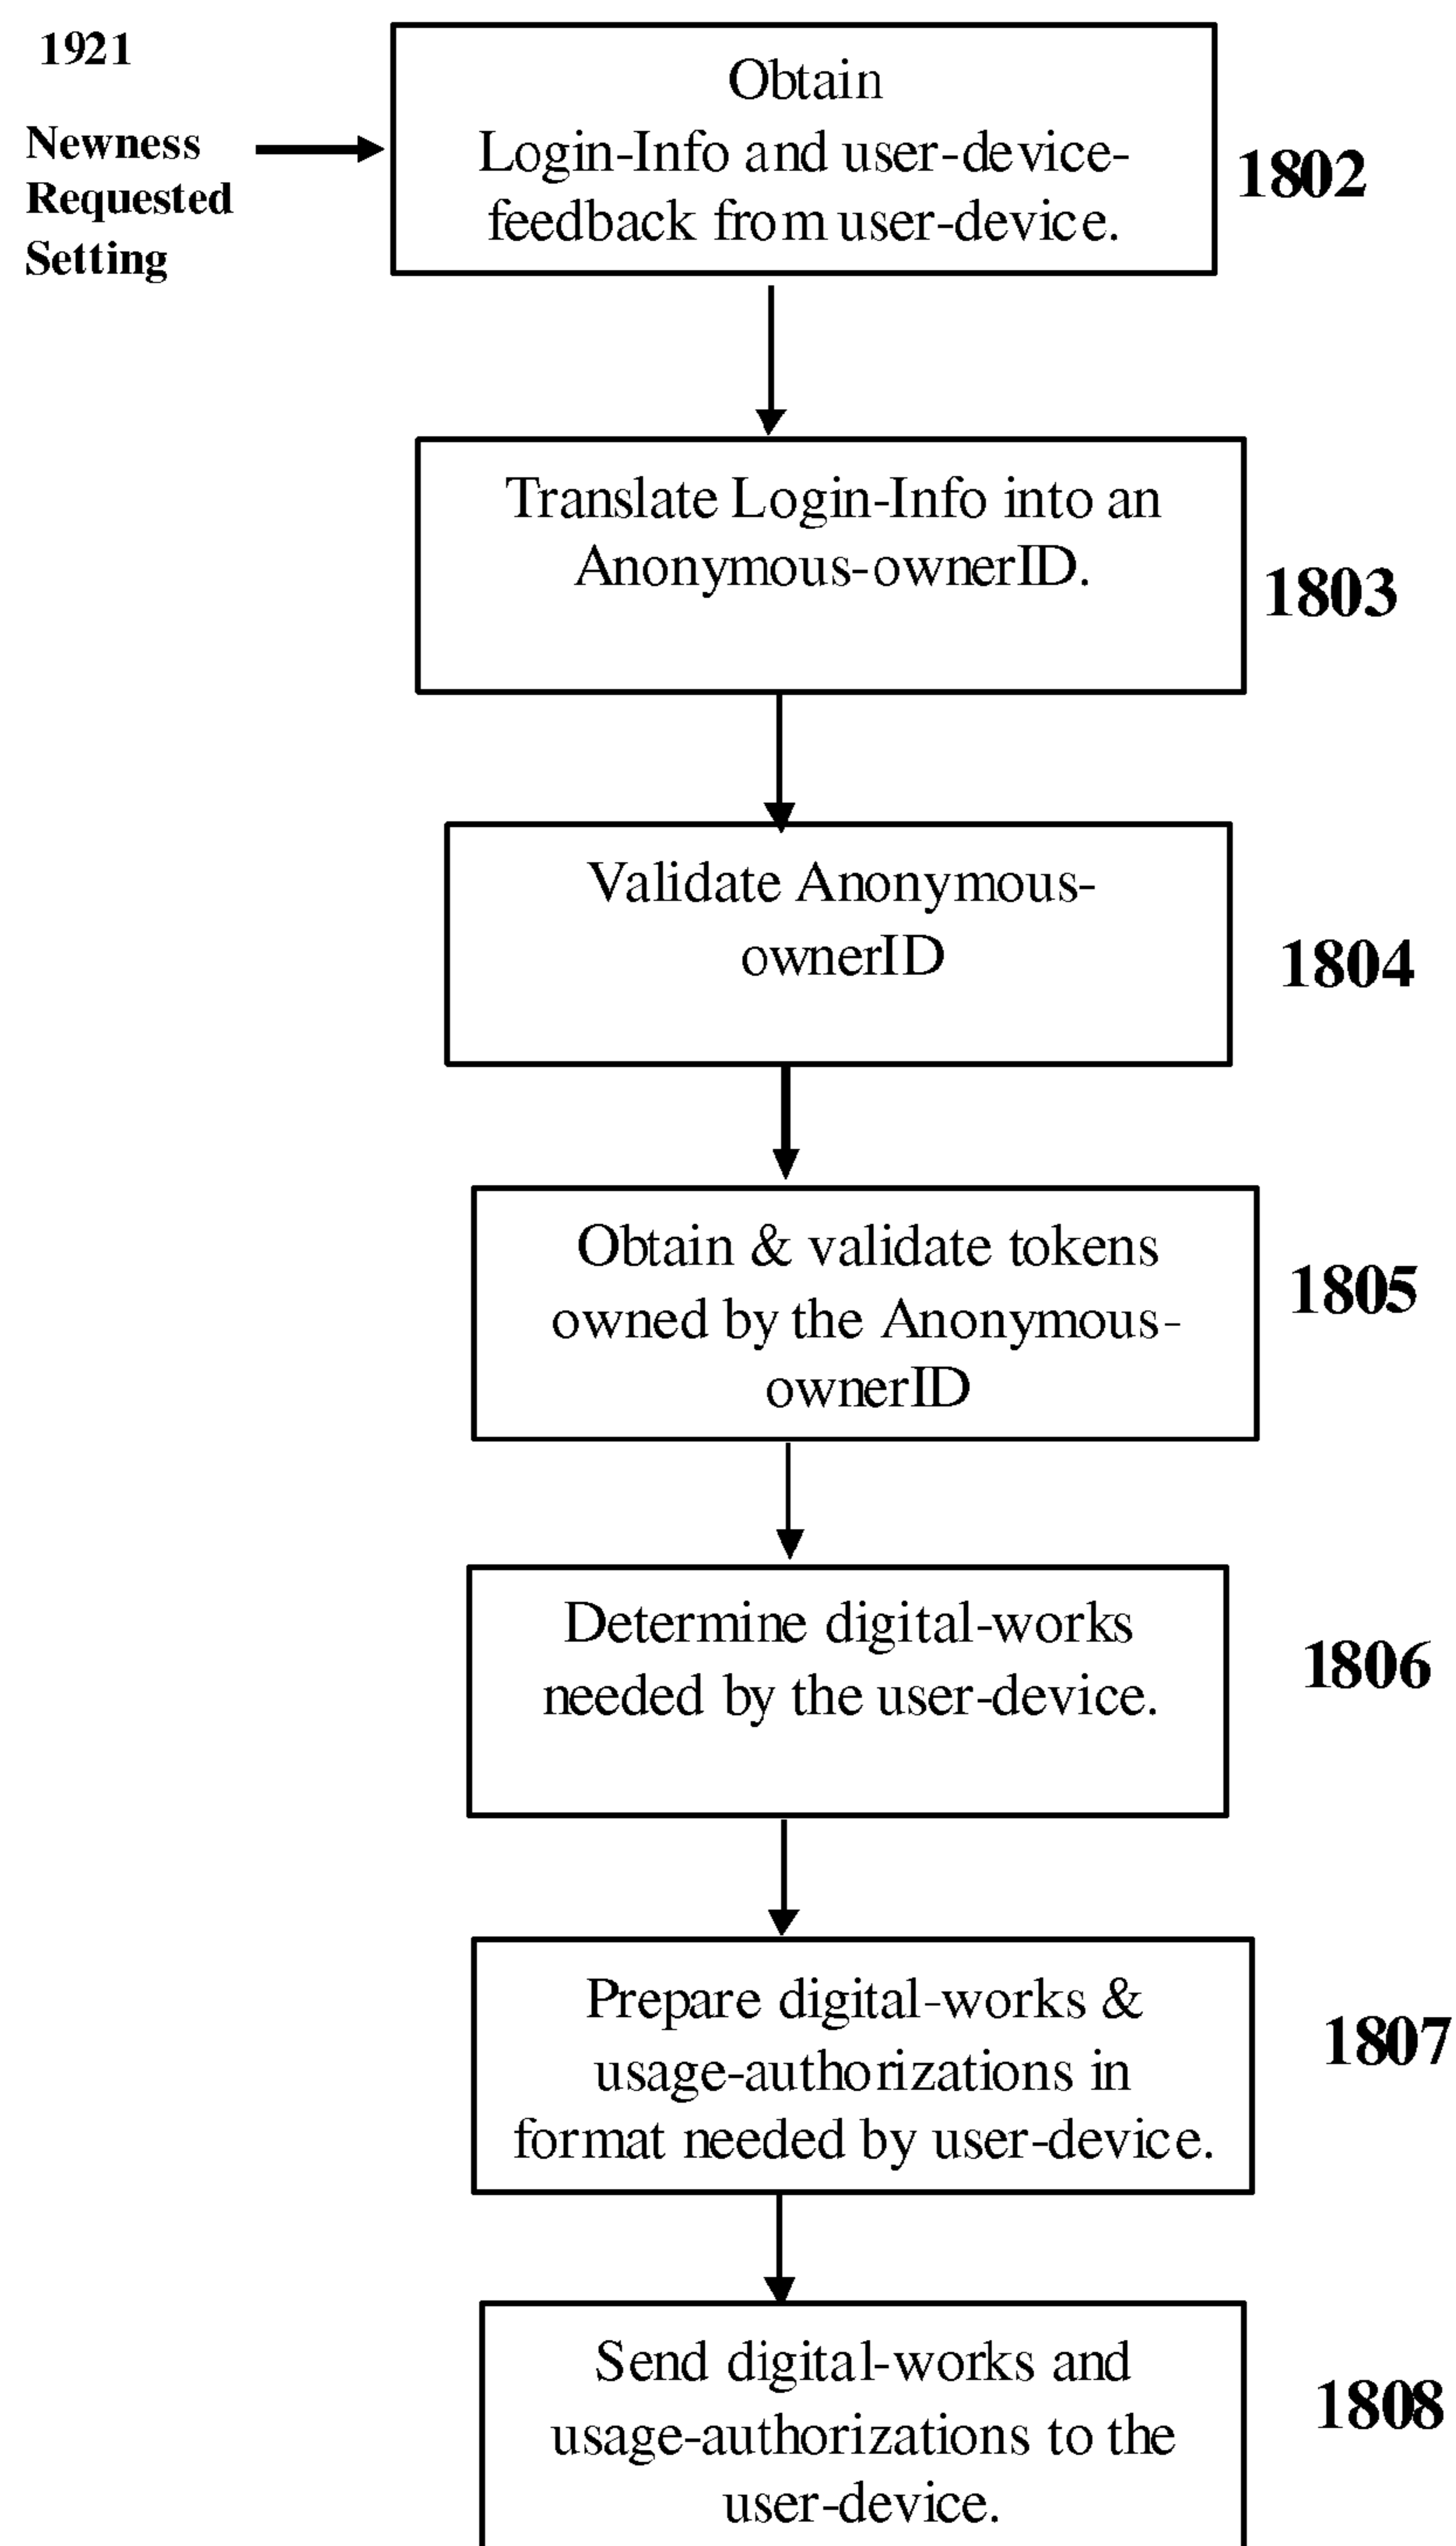 1921
Newness
Requested
Setting
Obtain
Login-Info and user-device-
feedback from user-device.
1802
Translate Login-Info into an
Anonymous-ownerID.
1803
Validate Anonymous-
ownerID
1804
Obtain & validate tokens
owned by the Anonymous-
ownerID
1805
Determine digital-works
needed by the user-device.
1806
Prepare digital-works &
usage-authorizations in
format needed by user-device.
1807
Send digital-works and
usage-authorizations to the
user-device.
1808